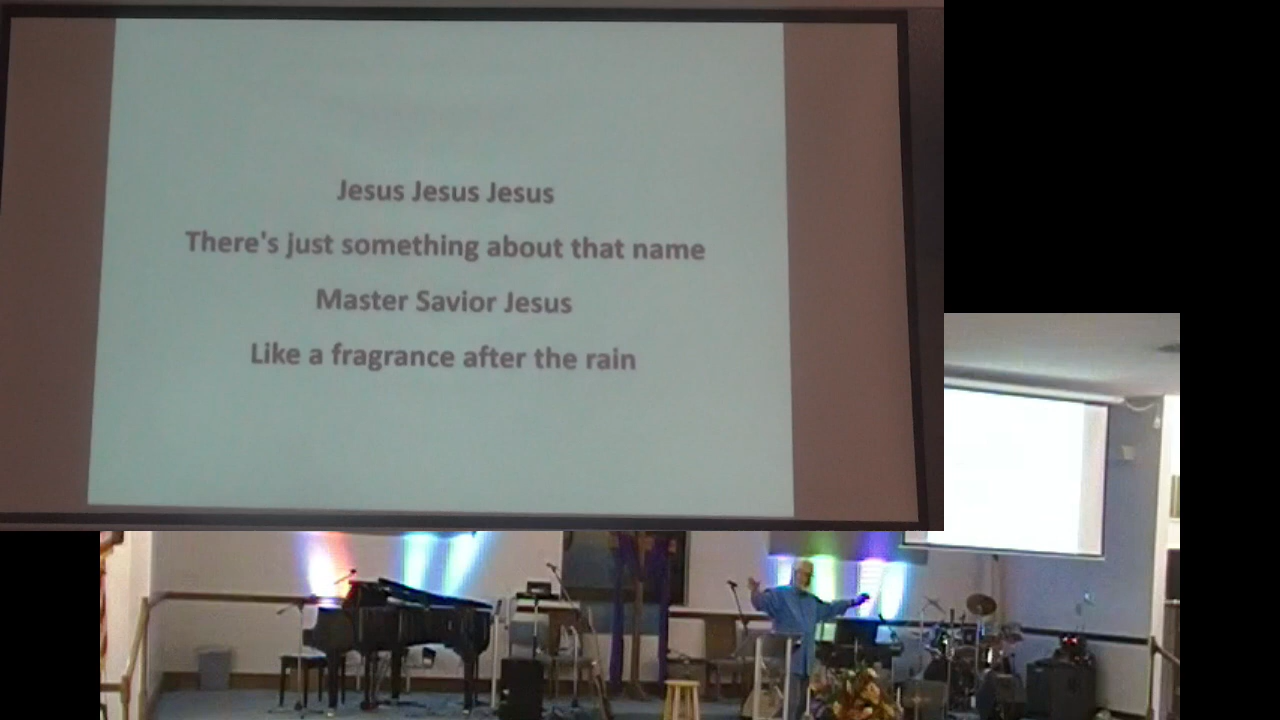 Jesus Jesus Jesus
There's just something about that name
Master Savior Jesus
Like a fragrance after the rain